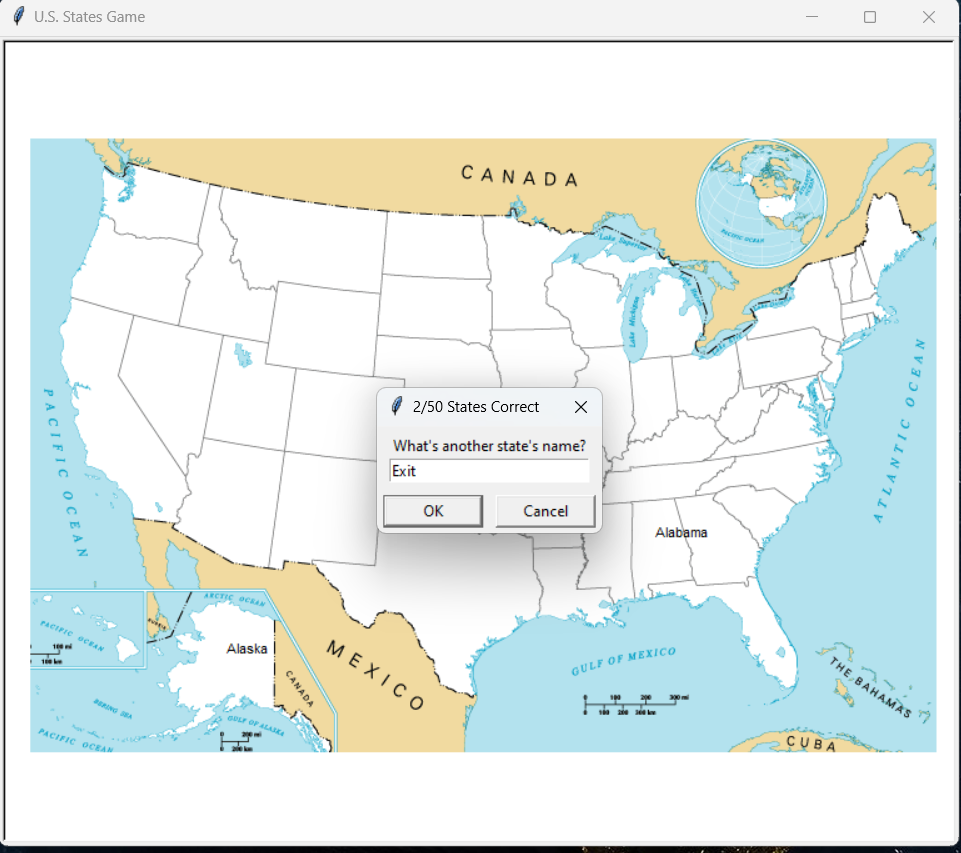 U.S. States Game
CANADA
Lake Superior
PACIFIC OCEAN
Lake Michigan
PACIFIC OCEAN
ATLANTIC OCEAN
2/50 States Correct
What's another state's name?
Exit
OK Cancel
Alabama
ARCTIC OCEAN
RUSSIA
PACIFIC OCEAN
100 mi
100 km
Alaska
CANADA
MEXICO
GULF OF MEXICO
0 100 200 300 mi
0 100 200 300 km
THE BAHAMAS
BERING SEA
GULF OF ALASKA
PACIFIC OCEAN
0 200 mi
0 200 km
CUBA